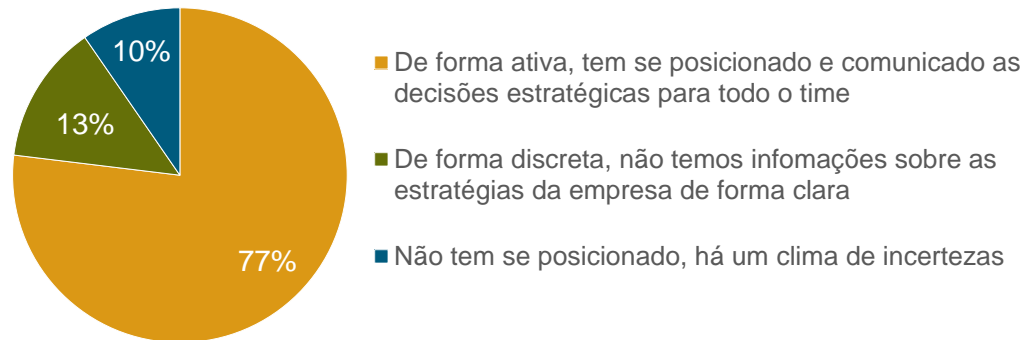 10%
13%
77%
De forma ativa, tem se posicionado e comunicado as
decisões estratégicas para todo o time
De forma discreta, não temos infomações sobre as
estratégias da empresa de forma clara
Não tem se posicionado, há um clima de incertezas